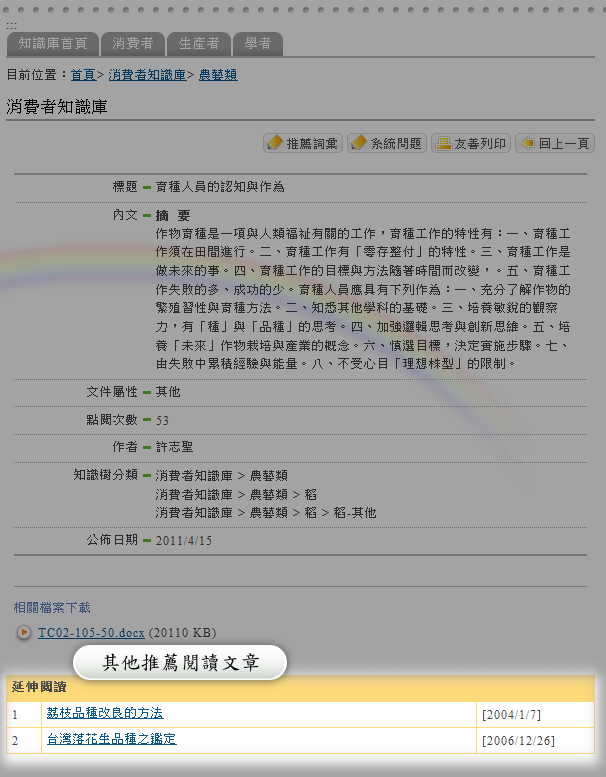 :::
知識庫首頁 消費者 生產者 學者
目前位置：首頁> 消費者知識庫> 農藝類
消費者知識庫
推薦詞彙 系統問題 友善列印 回上一頁
標題 育種人員的認知與作為
內文 摘 要
作物育種是一項與人類福祉有關的工作，育種工作的特性有：一、育種工
作須在田間進行。二、育種工作有「零存整付」的特性。三、育種工作是
做未來的事。四、育種工作的目標與方法隨著時間而改變，。五、育種工
作失敗的多、成功的少。育種人員應具有下列作為：一、充分了解作物的
繁殖習性與育種方法。二、知悉其他學科的基礎。三、培養敏銳的觀察
力，有「種」與「品種」的思考。四、加強邏輯思考與創新思維。五、培
養「未來」作物栽培與產業的概念。六、慎選目標，決定實施步驟。七、
由失敗中累積經驗與能量。八、不受心目「理想株型」的限制。
文件屬性 其他
點閱次數 53
作者 許志聖
知識樹分類 消費者知識庫 > 農藝類
消費者知識庫 > 農藝類 > 稻
消費者知識庫 > 農藝類 > 稻 > 稻-其他
公佈日期 2011/4/15
相關檔案下載
TC02-105-50.docx (20110 KB)
其他推薦閱讀文章
延伸閱讀
1 荔枝品種改良的方法 [2004/1/7]
2 台灣落花生品種之鑑定 [2006/12/26]